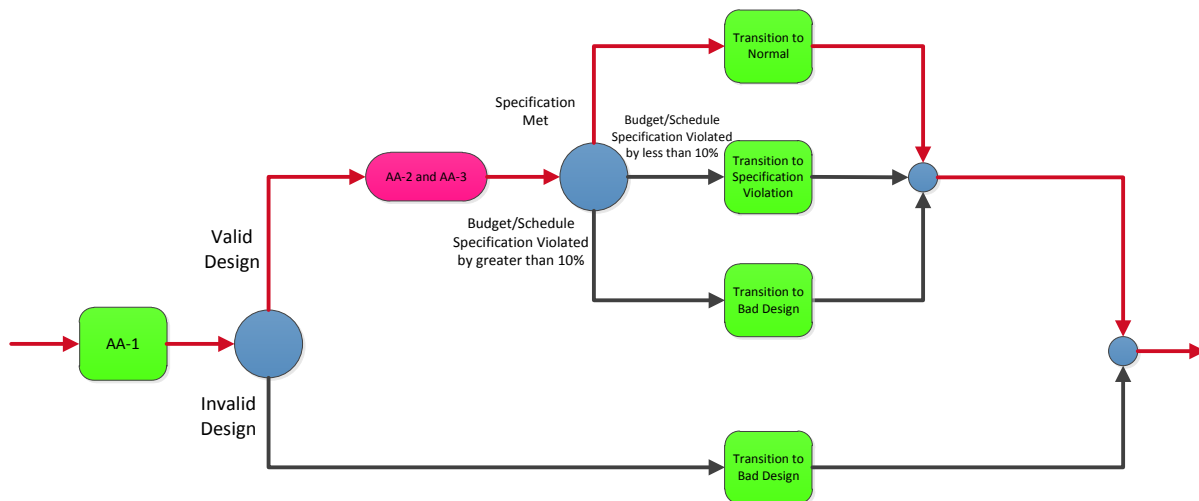 Transition to
Normal
Specification
Met
Budget/Schedule
Specification Violated
by less than 10%
Transition to
Specification
Violation
AA-2 and AA-3
Budget/Schedule
Specification Violated
by greater than 10%
Valid
Design
Transition to
Bad Design
AA-1
Invalid
Design
Transition to
Bad Design